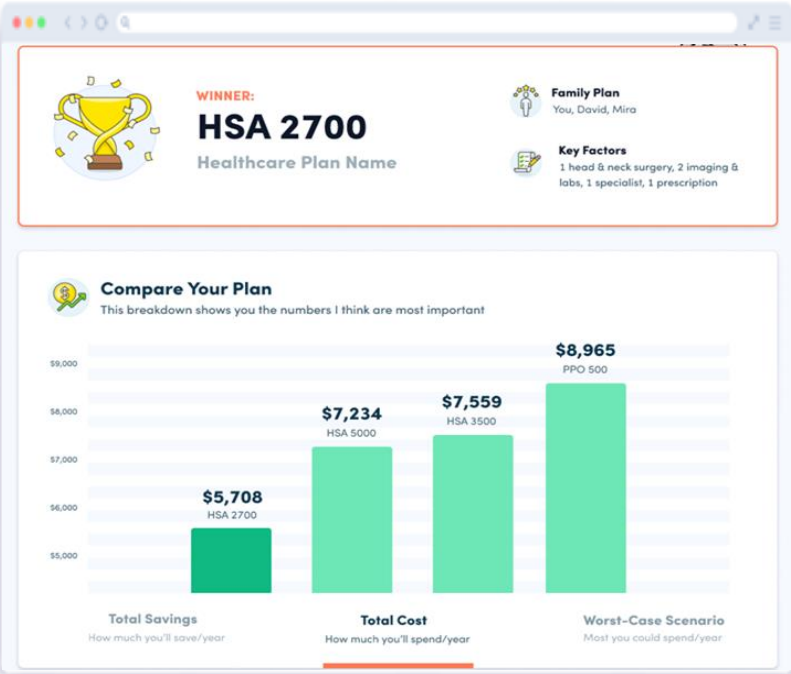 WINNER:
HSA 2700
Healthcare Plan Name
Family Plan
You, David, Mira
Key Factors
1 head & neck surgery, 2 imaging &
labs, 1 specialist, 1 prescription
Compare Your Plan
This breakdown shows you the numbers I think are most important
$9,000
$8,000
$7,000
$6,000
$5,000
$5,708
HSA 2700
$7,234
HSA 5000
$7,559
HSA 3500
$8,965
PPO 500
Total Savings
How much you'll save/year
Total Cost
How much you'll spend/year
Worst-Case Scenario
Most you could spend/year